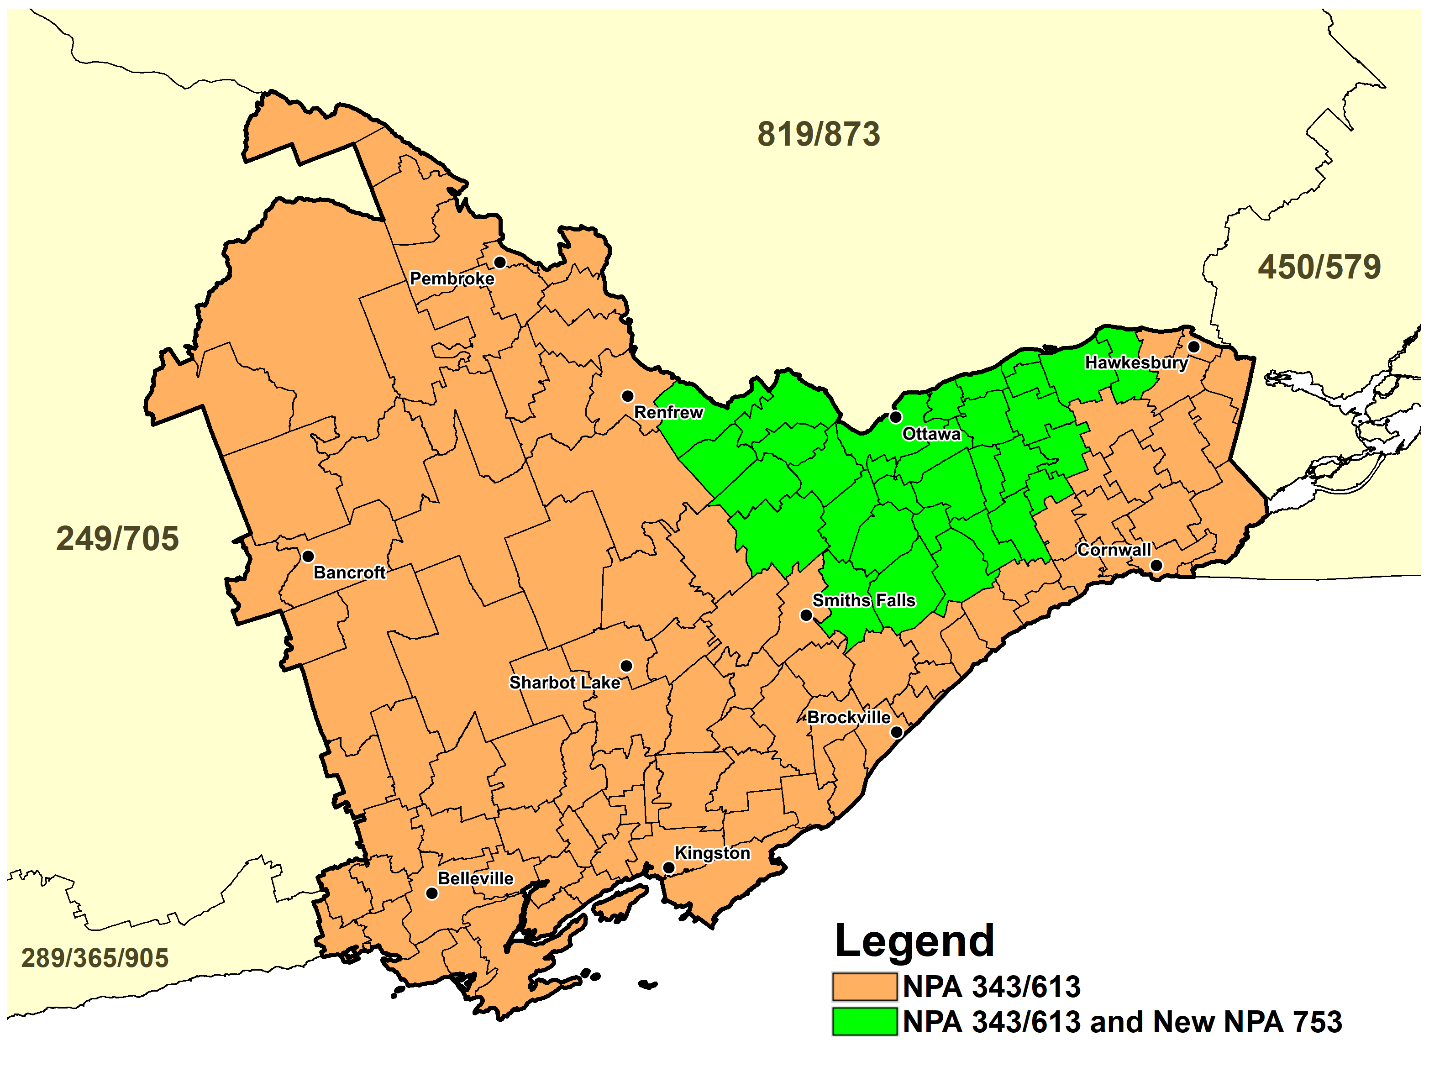 819/873
450/579
Pembroke
Hawkesbury
Renfrew
Ottawa
249/705
Cornwall
Bancroft
Smiths Falls
Sharbot Lake
Brockville
Kingston
Belleville
289/365/905
Legend
NPA 343/613
NPA 343/613 and New NPA 753